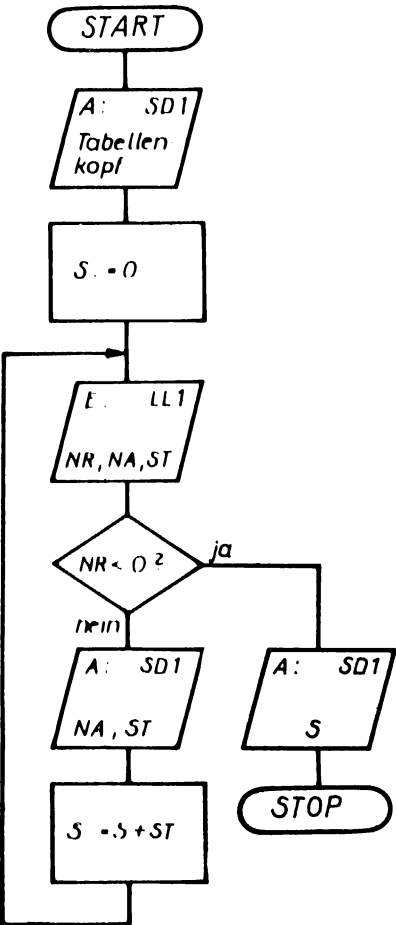 START
A: SD1
Tabellen-
kopf
S := 0
E: LL1
NR, NA, ST
NR < 0 ?
ja
nein
A: SD1
NA, ST
A: SD1
S
S := S + ST
STOP